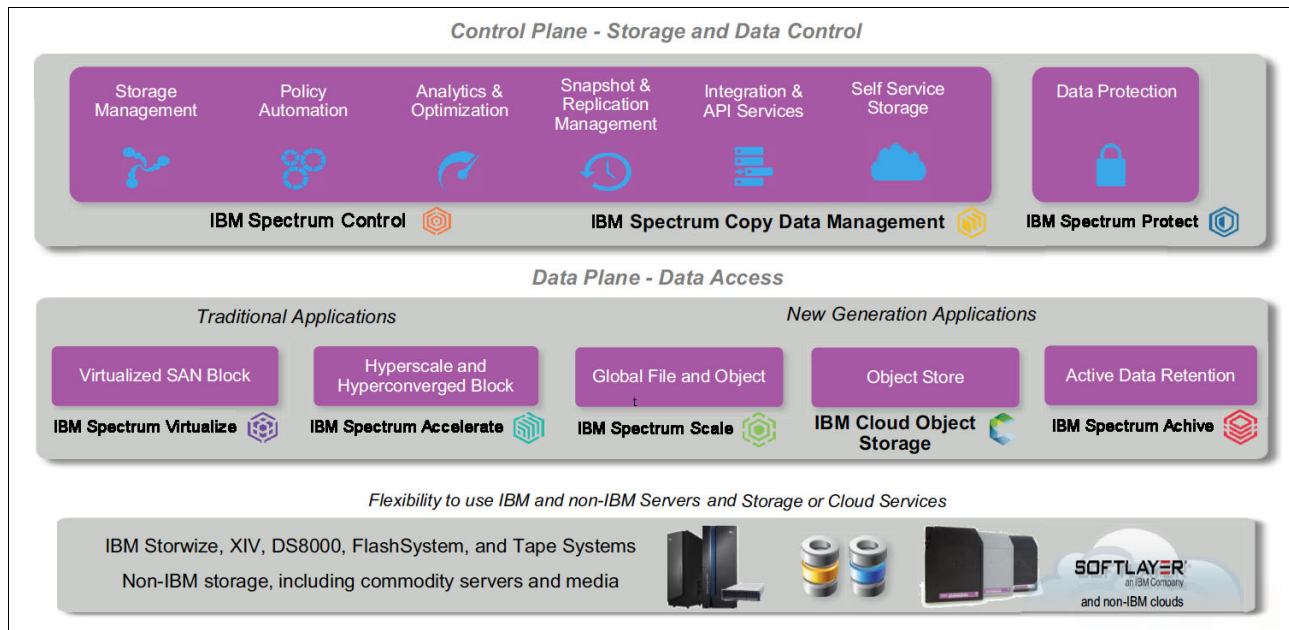 Control Plane - Storage and Data Control
Storage
Management
Policy
Automation
Analytics &
Optimization
Snapshot &
Replication
Management
Integration &
API Services
Self Service
Storage
Data Protection
IBM Spectrum Control
IBM Spectrum Copy Data Management
IBM Spectrum Protect
Data Plane - Data Access
Traditional Applications
New Generation Applications
Virtualized SAN Block
Hyperscale and
Hyperconverged Block
Global File and Object
t
Object Store
Active Data Retention
IBM Spectrum Virtualize
IBM Spectrum Accelerate
IBM Spectrum Scale
IBM Cloud Object
Storage
IBM Spectrum Achive
Flexibility to use IBM and non-IBM Servers and Storage or Cloud Services
IBM Storwize, XIV, DS8000, FlashSystem, and Tape Systems
Non-IBM storage, including commodity servers and media
SOFTLAYER
an IBM Company
and non-IBM clouds